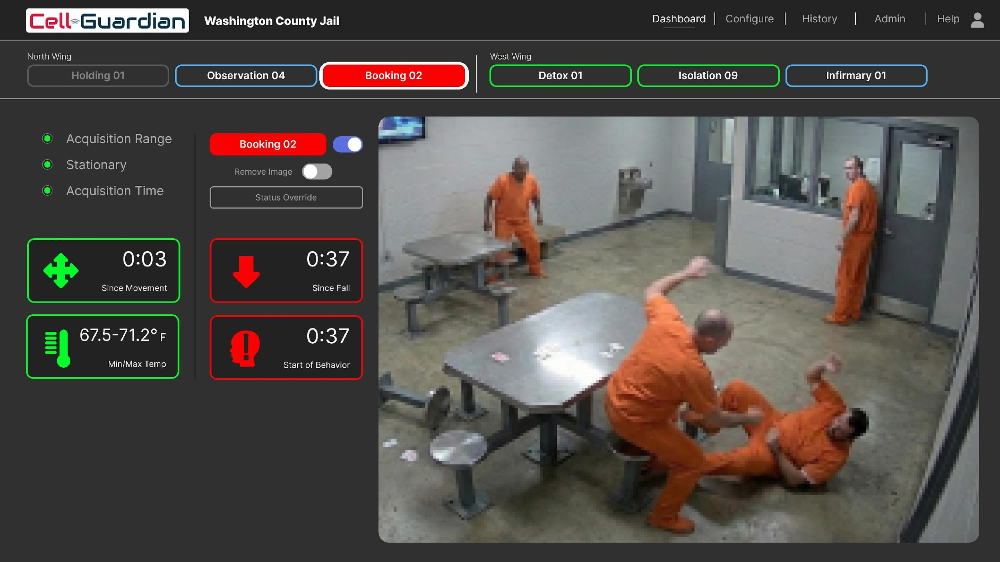 Cell Guardian
Washington County Jail
Dashboard
Configure
History
Admin
Help
North Wing
West Wing
Holding 01
Observation 04
Booking 02
Detox 01
Isolation 09
Infirmary 01
Acquisition Range
Stationary
Acquisition Time
Booking 02
Remove Image
Status Override
0:03
Since Movement
0:37
Since Fall
67.5-71.2° F
Min/Max Temp
0:37
Start of Behavior